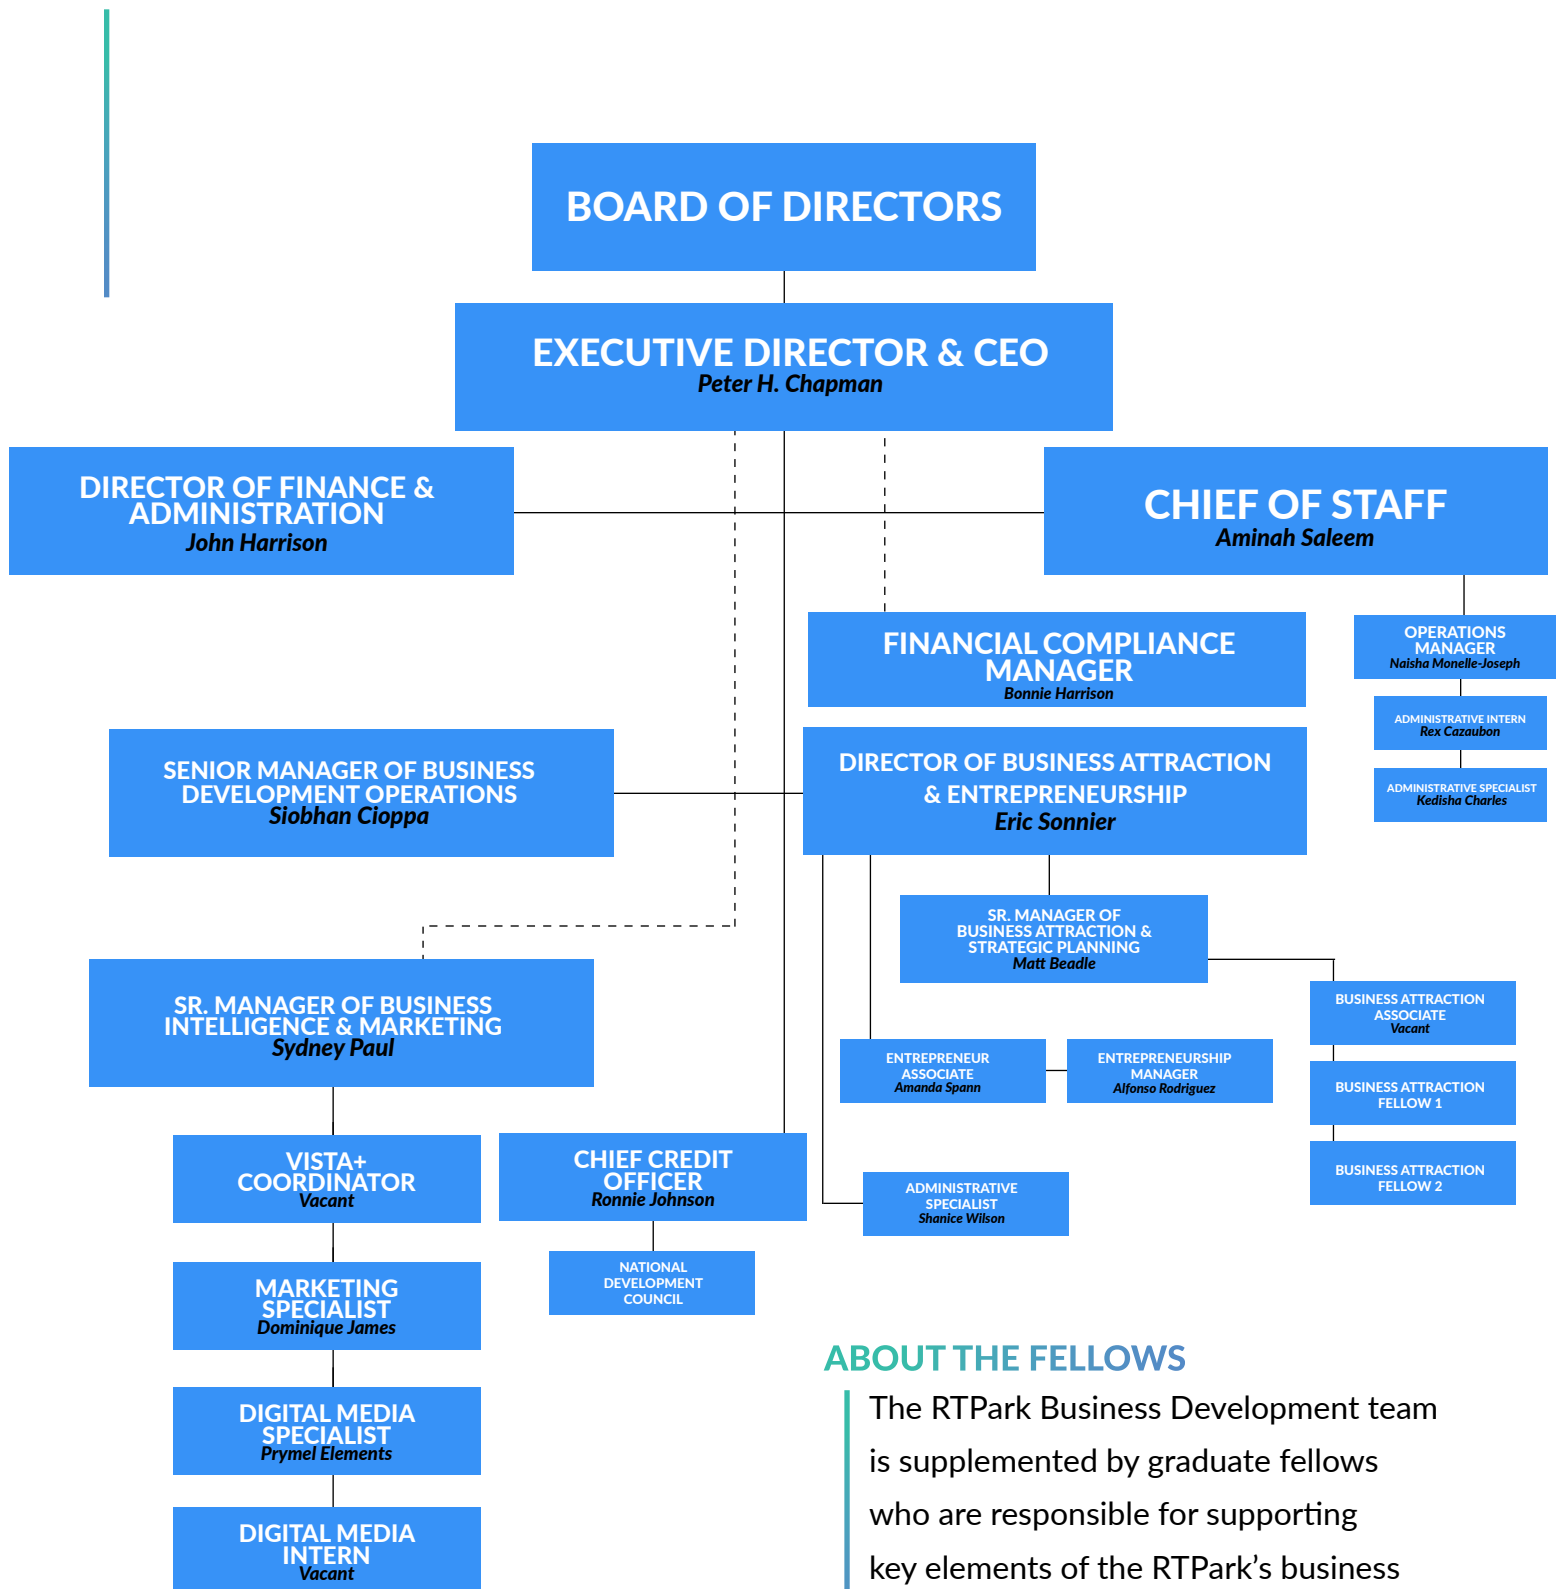 BOARD OF DIRECTORS
EXECUTIVE DIRECTOR & CEO
Peter H. Chapman
DIRECTOR OF FINANCE &
ADMINISTRATION
John Harrison
CHIEF OF STAFF
Aminah Saleem
FINANCIAL COMPLIANCE
MANAGER
Bonnie Harrison
OPERATIONS
MANAGER
Naisha Monelle-Joseph
ADMINISTRATIVE INTERN
Rex Cazaubon
ADMINISTRATIVE SPECIALIST
Kedisha Charles
SENIOR MANAGER OF BUSINESS
DEVELOPMENT OPERATIONS
Siobhan Cioppa
DIRECTOR OF BUSINESS ATTRACTION
& ENTREPRENEURSHIP
Eric Sonnier
SR. MANAGER OF
BUSINESS ATTRACTION &
STRATEGIC PLANNING
Matt Beadle
SR. MANAGER OF BUSINESS
INTELLIGENCE & MARKETING
Sydney Paul
BUSINESS ATTRACTION
ASSOCIATE
Vacant
ENTREPRENEUR
ASSOCIATE
Amanda Spann
ENTREPRENEURSHIP
MANAGER
Alfonso Rodriguez
BUSINESS ATTRACTION
FELLOW 1
BUSINESS ATTRACTION
FELLOW 2
VISTA+
COORDINATOR
Vacant
CHIEF CREDIT
OFFICER
Ronnie Johnson
ADMINISTRATIVE
SPECIALIST
Shanice Wilson
NATIONAL
DEVELOPMENT
COUNCIL
MARKETING
SPECIALIST
Dominique James
DIGITAL MEDIA
SPECIALIST
Prymel Elements
DIGITAL MEDIA
INTERN
Vacant
ABOUT THE FELLOWS
The RTPark Business Development team
is supplemented by graduate fellows
who are responsible for supporting
key elements of the RTPark's business